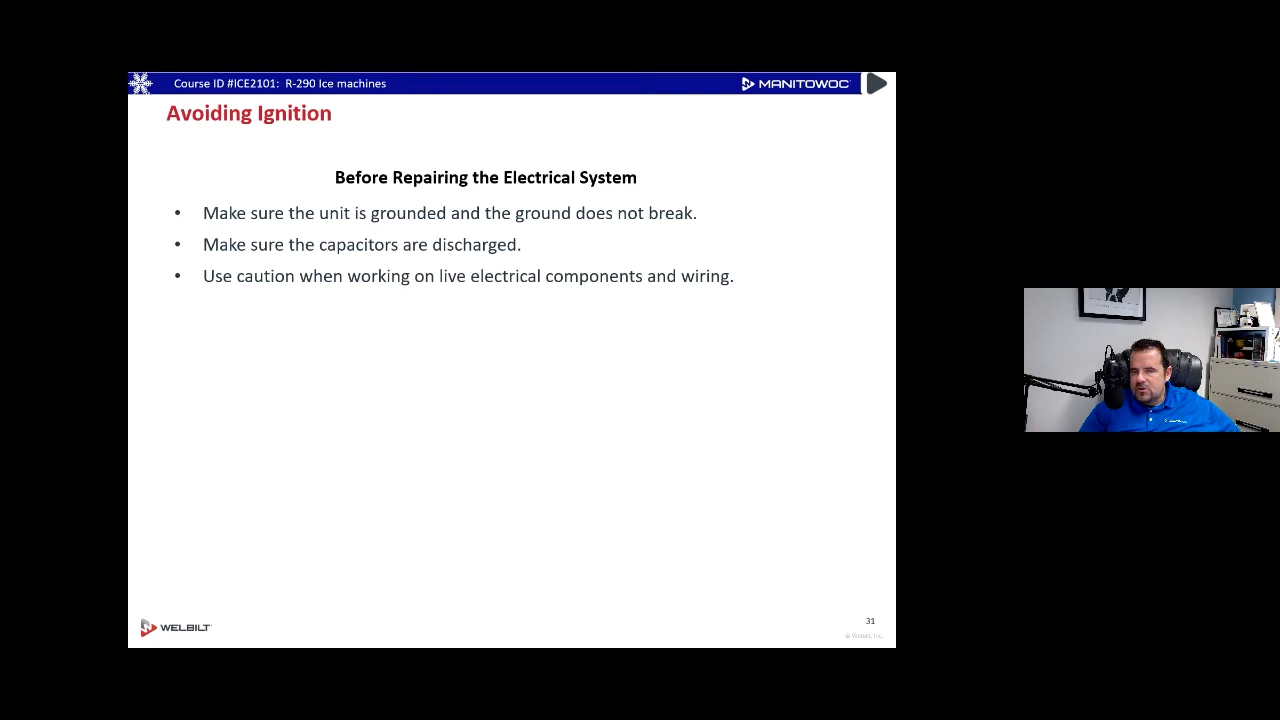 Course ID #ICE2101: R-290 Ice machines
MANITOWOC
Avoiding Ignition
Before Repairing the Electrical System
• Make sure the unit is grounded and the ground does not break.
• Make sure the capacitors are discharged.
• Use caution when working on live electrical components and wiring.
WELBILT
31
© Welbilt, Inc.